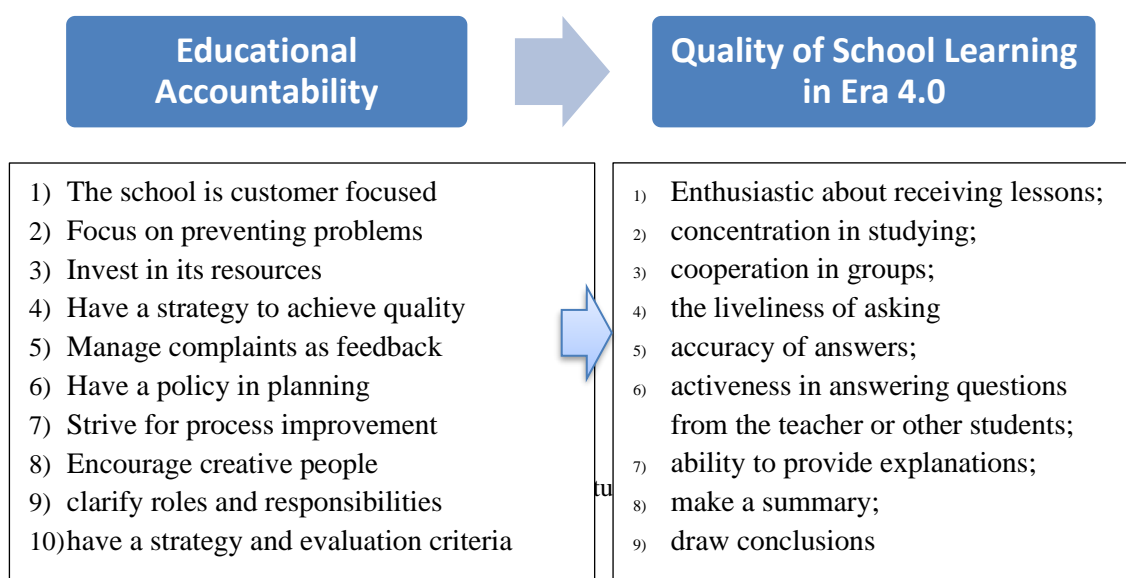 Educational
Accountability
Quality of School Learning
in Era 4.0
1) The school is customer focused
2) Focus on preventing problems
3) Invest in its resources
4) Have a strategy to achieve quality
5) Manage complaints as feedback
6) Have a policy in planning
7) Strive for process improvement
8) Encourage creative people
9) clarify roles and responsibilities
10)have a strategy and evaluation criteria
1) Enthusiastic about receiving lessons;
2) concentration in studying;
3) cooperation in groups;
4) the liveliness of asking
5) accuracy of answers;
6) activeness in answering questions
from the teacher or other students;
7) ability to provide explanations;
8) make a summary;
9) draw conclusions